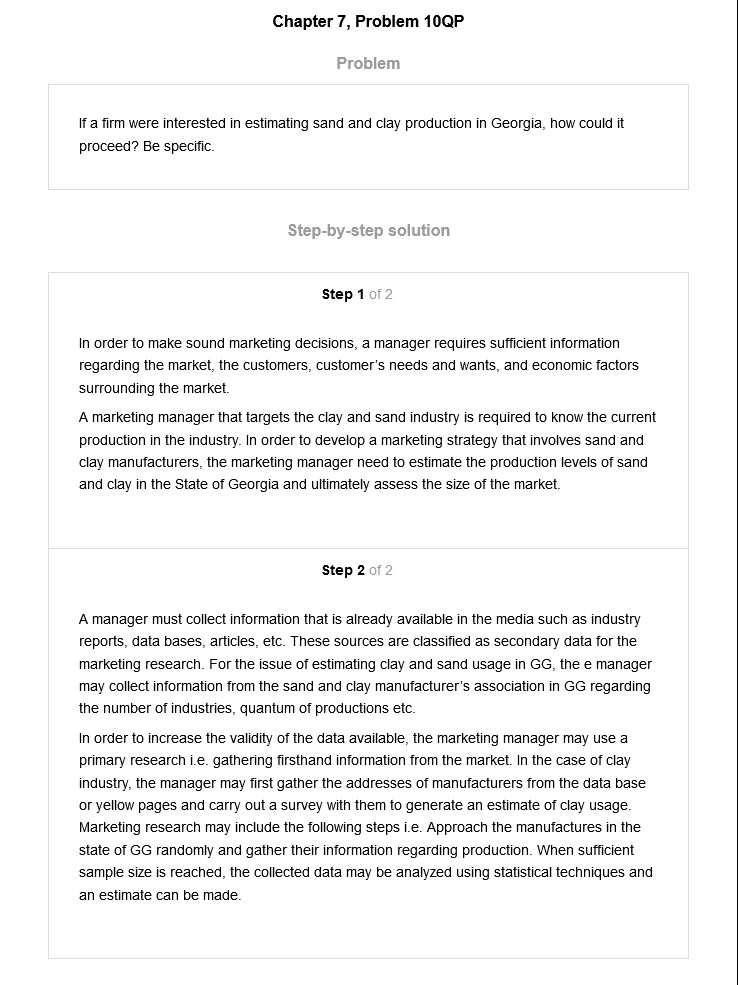 Chapter 7, Problem 10QP
Problem
If a firm were interested in estimating sand and clay production in Georgia, how could it
proceed? Be specific.
Step-by-step solution
Step 1 of 2
In order to make sound marketing decisions, a manager requires sufficient information
regarding the market, the customers, customer's needs and wants, and economic factors
surrounding the market.
A marketing manager that targets the clay and sand industry is required to know the current
production in the industry. In order to develop a marketing strategy that involves sand and
clay manufacturers, the marketing manager need to estimate the production levels of sand
and clay in the State of Georgia and ultimately assess the size of the market.
Step 2 of 2
A manager must collect information that is already available in the media such as industry
reports, data bases, articles, etc. These sources are classified as secondary data for the
marketing research. For the issue of estimating clay and sand usage in GG, the e manager
may collect information from the sand and clay manufacturer's association in GG regarding
the number of industries, quantum of productions etc.
In order to increase the validity of the data available, the marketing manager may use a
primary research i.e. gathering firsthand information from the market. In the case of clay
industry, the manager may first gather the addresses of manufacturers from the data base
or yellow pages and carry out a survey with them to generate an estimate of clay usage.
Marketing research may include the following steps i.e. Approach the manufactures in the
state of GG randomly and gather their information regarding production. When sufficient
sample size is reached, the collected data may be analyzed using statistical techniques and
an estimate can be made.